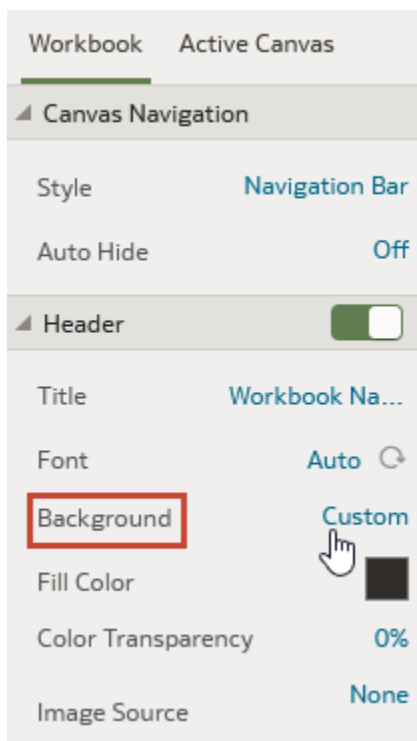 Workbook Active Canvas
Canvas Navigation
Style Navigation Bar
Auto Hide Off
Header
Title Workbook Na...
Font Auto
Background Custom
Fill Color
Color Transparency 0%
Image Source None